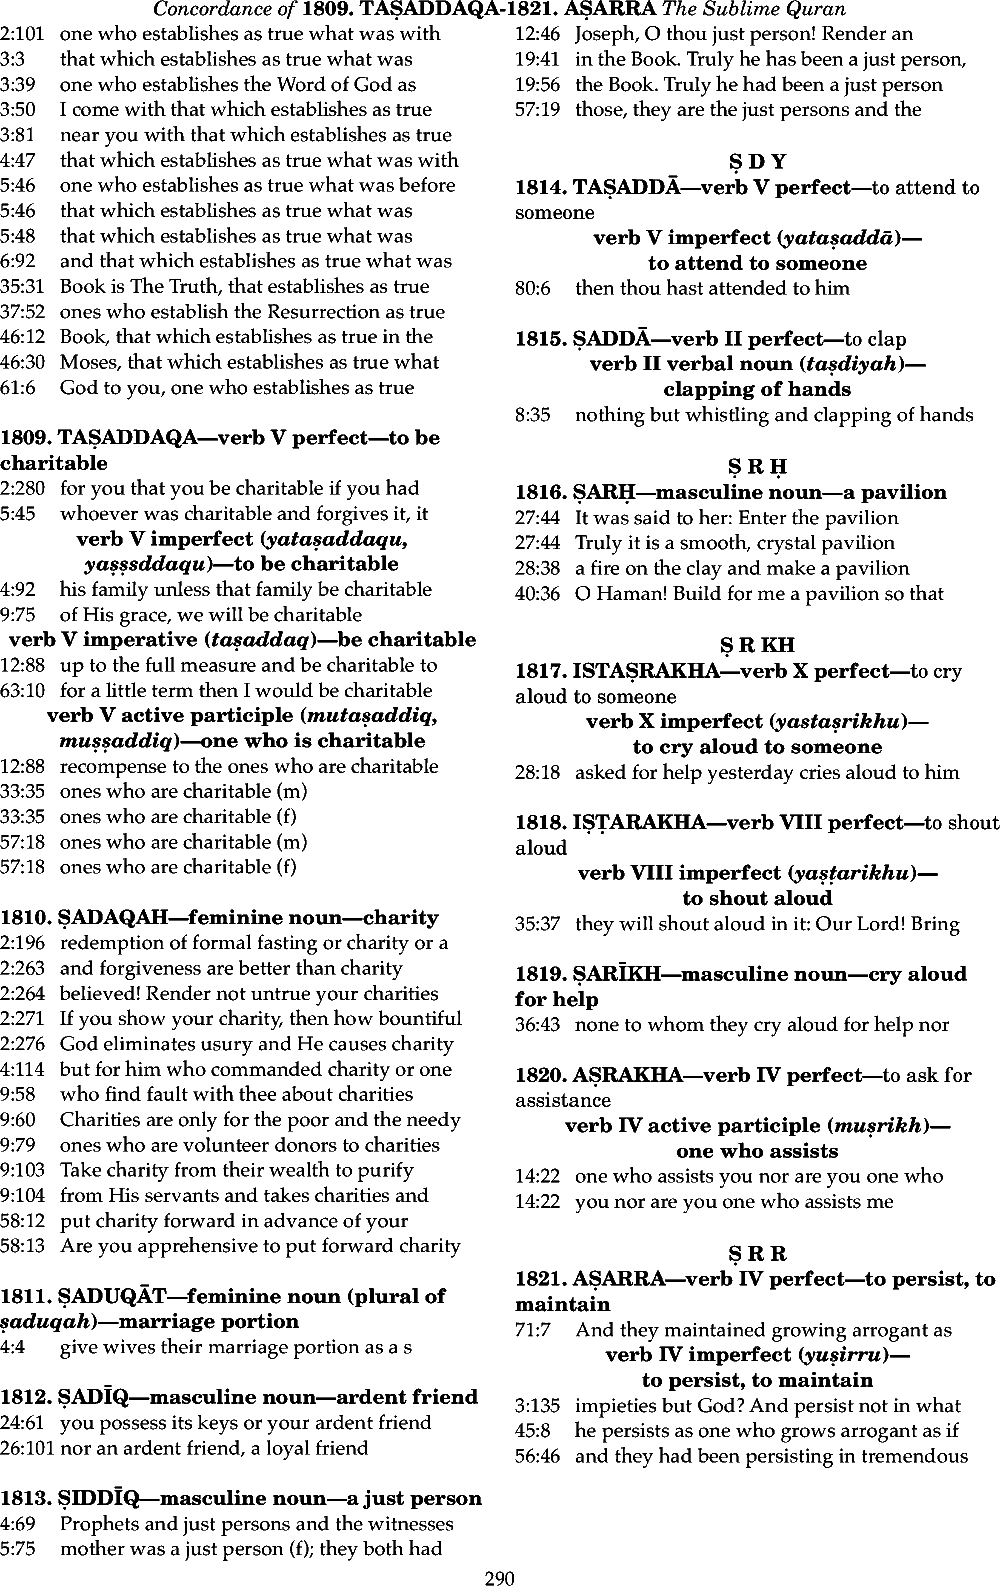 Concordance of 1809. TAṢADDAQA-1821. AṢARRA The Sublime Quran
2:101 one who establishes as true what was with
3:3 that which establishes as true what was
3:39 one who establishes the Word of God as
3:50 I come with that which establishes as true
3:81 near you with that which establishes as true
4:47 that which establishes as true what was with
5:46 one who establishes as true what was before
5:46 that which establishes as true what was
5:48 that which establishes as true what was
6:92 and that which establishes as true what was
35:31 Book is The Truth, that establishes as true
37:52 ones who establish the Resurrection as true
46:12 Book, that which establishes as true in the
46:30 Moses, that which establishes as true what
61:6 God to you, one who establishes as true
1809. TAṢADDAQA—verb V perfect—to be
charitable
2:280 for you that you be charitable if you had
5:45 whoever was charitable and forgives it, it
verb V imperfect (yataṣaddaqu,
yaṣṣsddaqu)—to be charitable
4:92 his family unless that family be charitable
9:75 of His grace, we will be charitable
verb V imperative (taṣaddaq)—be charitable
12:88 up to the full measure and be charitable to
63:10 for a little term then I would be charitable
verb V active participle (mutaṣaddiq,
muṣṣaddiq)—one who is charitable
12:88 recompense to the ones who are charitable
33:35 ones who are charitable (m)
33:35 ones who are charitable (f)
57:18 ones who are charitable (m)
57:18 ones who are charitable (f)
1810. ṢADAQAH—feminine noun—charity
2:196 redemption of formal fasting or charity or a
2:263 and forgiveness are better than charity
2:264 believed! Render not untrue your charities
2:271 If you show your charity, then how bountiful
2:276 God eliminates usury and He causes charity
4:114 but for him who commanded charity or one
9:58 who find fault with thee about charities
9:60 Charities are only for the poor and the needy
9:79 ones who are volunteer donors to charities
9:103 Take charity from their wealth to purify
9:104 from His servants and takes charities and
58:12 put charity forward in advance of your
58:13 Are you apprehensive to put forward charity
1811. ṢADUQĀT—feminine noun (plural of
ṣaduqah)—marriage portion
4:4 give wives their marriage portion as a s
1812. ṢADĪQ—masculine noun—ardent friend
24:61 you possess its keys or your ardent friend
26:101 nor an ardent friend, a loyal friend
1813. ṢIDDĪQ—masculine noun—a just person
4:69 Prophets and just persons and the witnesses
5:75 mother was a just person (f); they both had
12:46 Joseph, O thou just person! Render an
19:41 in the Book. Truly he has been a just person,
19:56 the Book. Truly he had been a just person
57:19 those, they are the just persons and the
Ṣ D Y
1814. TAṢADDĀ—verb V perfect—to attend to
someone
verb V imperfect (yataṣaddā)—
to attend to someone
80:6 then thou hast attended to him
1815. ṢADDĀ—verb II perfect—to clap
verb II verbal noun (taṣdiyah)—
clapping of hands
8:35 nothing but whistling and clapping of hands
Ṣ R Ḥ
1816. ṢARḤ—masculine noun—a pavilion
27:44 It was said to her: Enter the pavilion
27:44 Truly it is a smooth, crystal pavilion
28:38 a fire on the clay and make a pavilion
40:36 O Haman! Build for me a pavilion so that
Ṣ R KH
1817. ISTAṢRAKHA—verb X perfect—to cry
aloud to someone
verb X imperfect (yastaṣrikhu)—
to cry aloud to someone
28:18 asked for help yesterday cries aloud to him
1818. IṢṬARAKHA—verb VIII perfect—to shout
aloud
verb VIII imperfect (yaṣṭarikhu)—
to shout aloud
35:37 they will shout aloud in it: Our Lord! Bring
1819. ṢARĪKH—masculine noun—cry aloud
for help
36:43 none to whom they cry aloud for help nor
1820. AṢRAKHA—verb IV perfect—to ask for
assistance
verb IV active participle (muṣrikh)—
one who assists
14:22 one who assists you nor are you one who
14:22 you nor are you one who assists me
Ṣ R R
1821. AṢARRA—verb IV perfect—to persist, to
maintain
71:7 And they maintained growing arrogant as
verb IV imperfect (yuṣirru)—
to persist, to maintain
3:135 impieties but God? And persist not in what
45:8 he persists as one who grows arrogant as if
56:46 and they had been persisting in tremendous
290